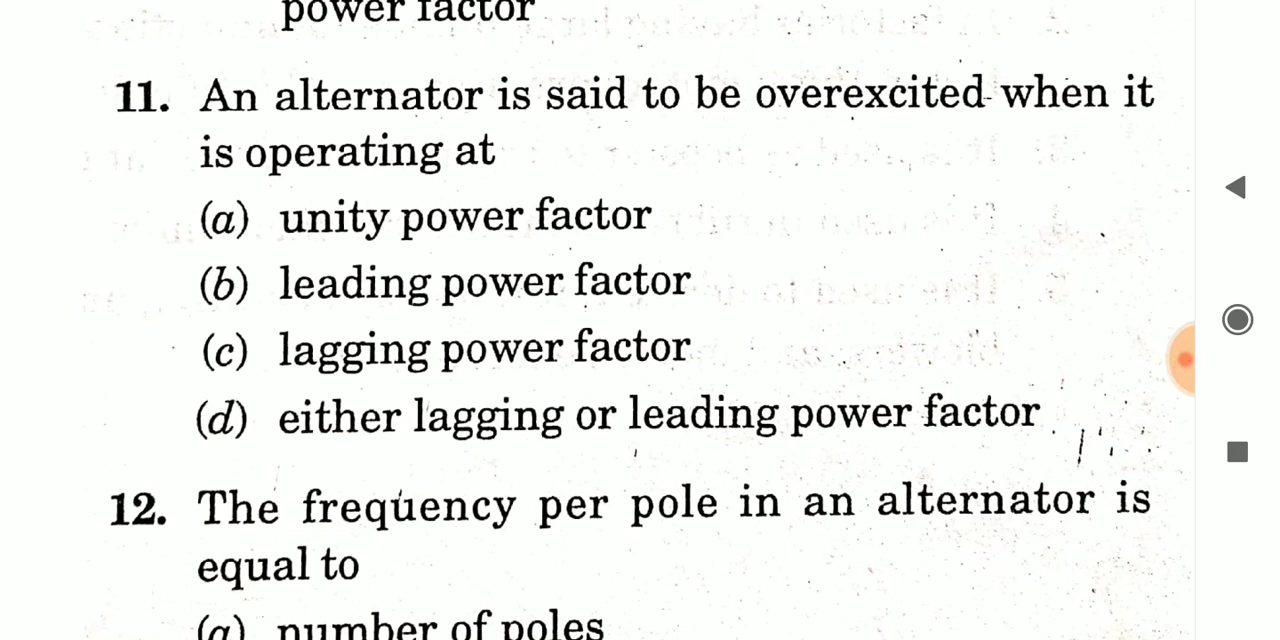 power factor
11. An alternator is said to be overexcited when it
is operating at
(a) unity power factor
(b) leading power factor
(c) lagging power factor
(d) either lagging or leading power factor
12. The frequency per pole in an alternator is
equal to
(a) number of poles